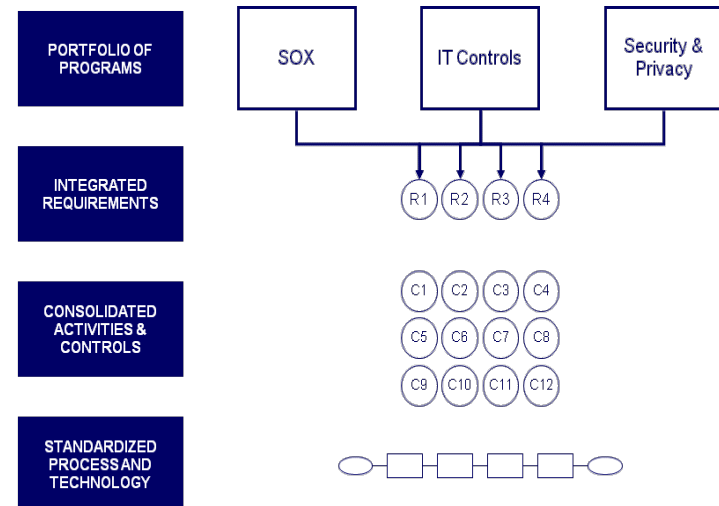 PORTFOLIO OF
PROGRAMS
SOX
IT Controls
Security &
Privacy
INTEGRATED
REQUIREMENTS
R1 R2 R3 R4
CONSOLIDATED
ACTIVITIES &
CONTROLS
C1 C2 C3 C4
C5 C6 C7 C8
C9 C10 C11 C12
STANDARDIZED
PROCESS AND
TECHNOLOGY